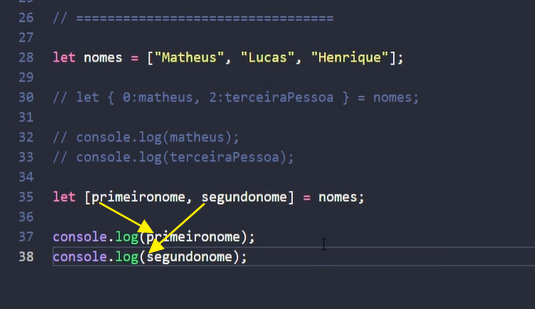 26 // ================================
27
28 let nomes = ["Matheus", "Lucas", "Henrique"];
29
30 // let { 0:matheus, 2:terceiraPessoa } = nomes;
31
32 // console.log(matheus);
33 // console.log(terceiraPessoa);
34
35 let [primeironome, segundonome] = nomes;
36
37 console.log(primeironome);
38 console.log(segundonome);